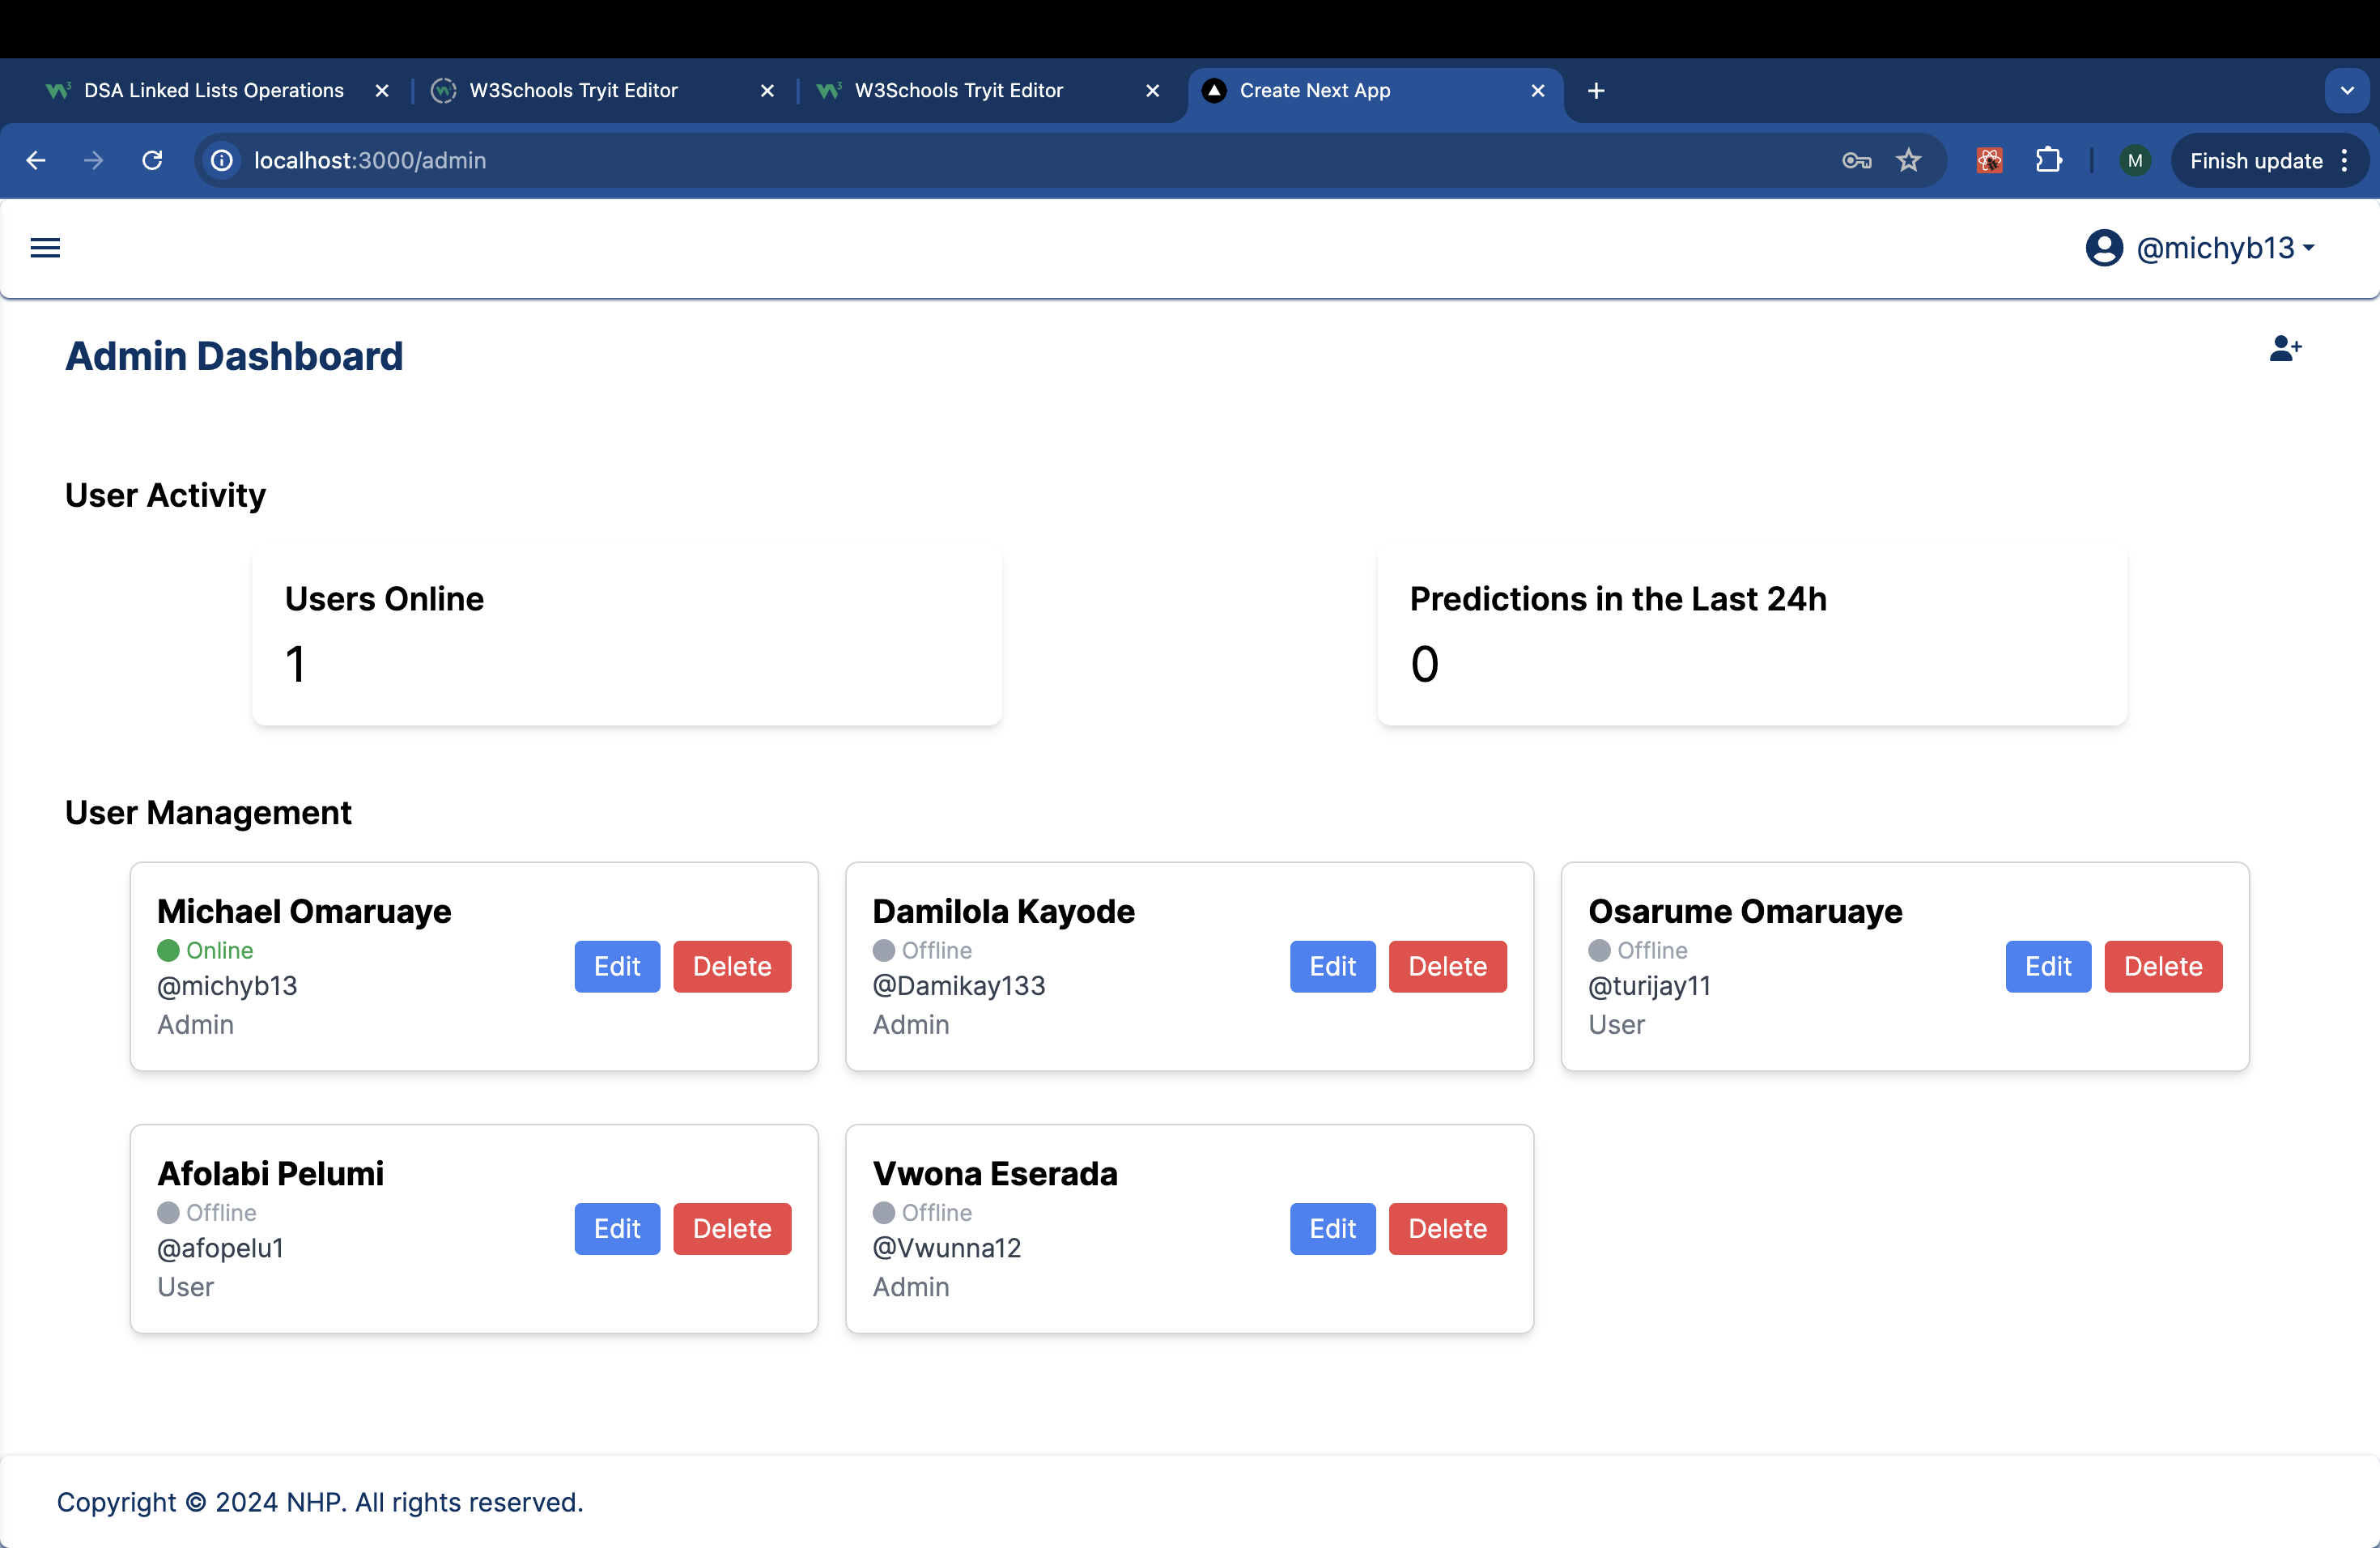 DSA Linked Lists Operations
W3Schools Tryit Editor
W3Schools Tryit Editor
Create Next App
localhost:3000/admin
M
Finish update
@michyb13
Admin Dashboard
User Activity
Users Online
1
Predictions in the Last 24h
0
User Management
Michael Omaruaye
Online
@michyb13
Admin
Edit
Delete
Damilola Kayode
Offline
@Damikay133
Admin
Edit
Delete
Osarume Omaruaye
Offline
@turijay11
User
Edit
Delete
Afolabi Pelumi
Offline
@afopelu1
User
Edit
Delete
Vwona Eserada
Offline
@Vwunna12
Admin
Edit
Delete
Copyright © 2024 NHP. All rights reserved.